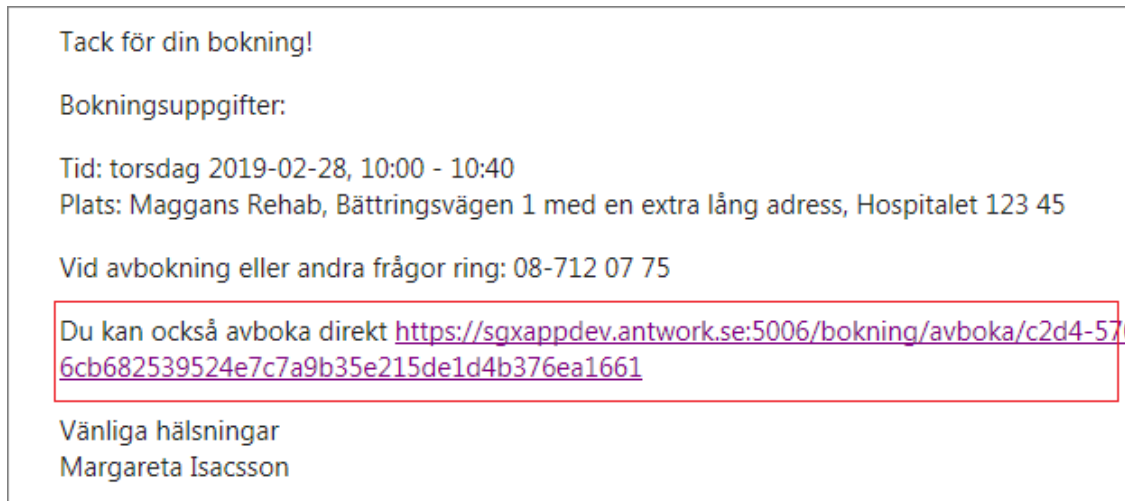 Tack för din bokning!
Bokningsuppgifter:
Tid: torsdag 2019-02-28, 10:00 - 10:40
Plats: Maggans Rehab, Bättringsvägen 1 med en extra lång adress, Hospitalet 123 45
Vid avbokning eller andra frågor ring: 08-712 07 75
Du kan också avboka direkt https://sgxappdev.antwork.se:5006/bokning/avboka/c2d4-57
6cb682539524e7c7a9b35e215de1d4b376ea1661
Vänliga hälsningar
Margareta Isacsson